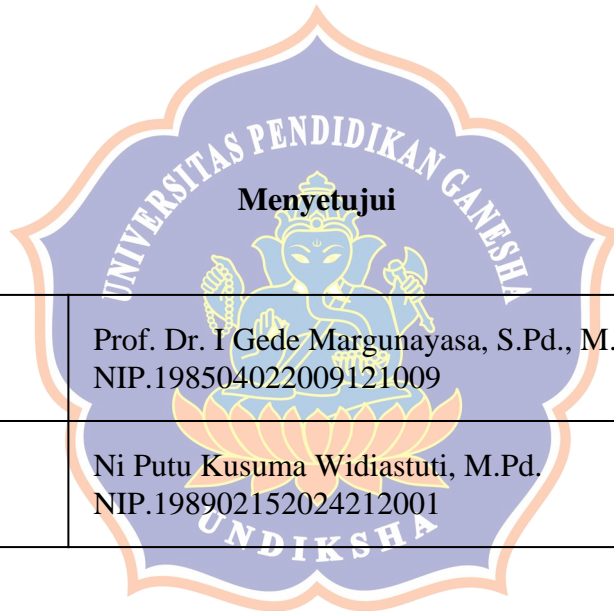 UNIVERSITAS PENDIDIKAN GANESHA
Menyetujui
Prof. Dr. I Gede Margunayasa, S.Pd., M.
NIP.198504022009121009
Ni Putu Kusuma Widiastuti, M.Pd.
NIP.198902152024212001
UNDIKSHA